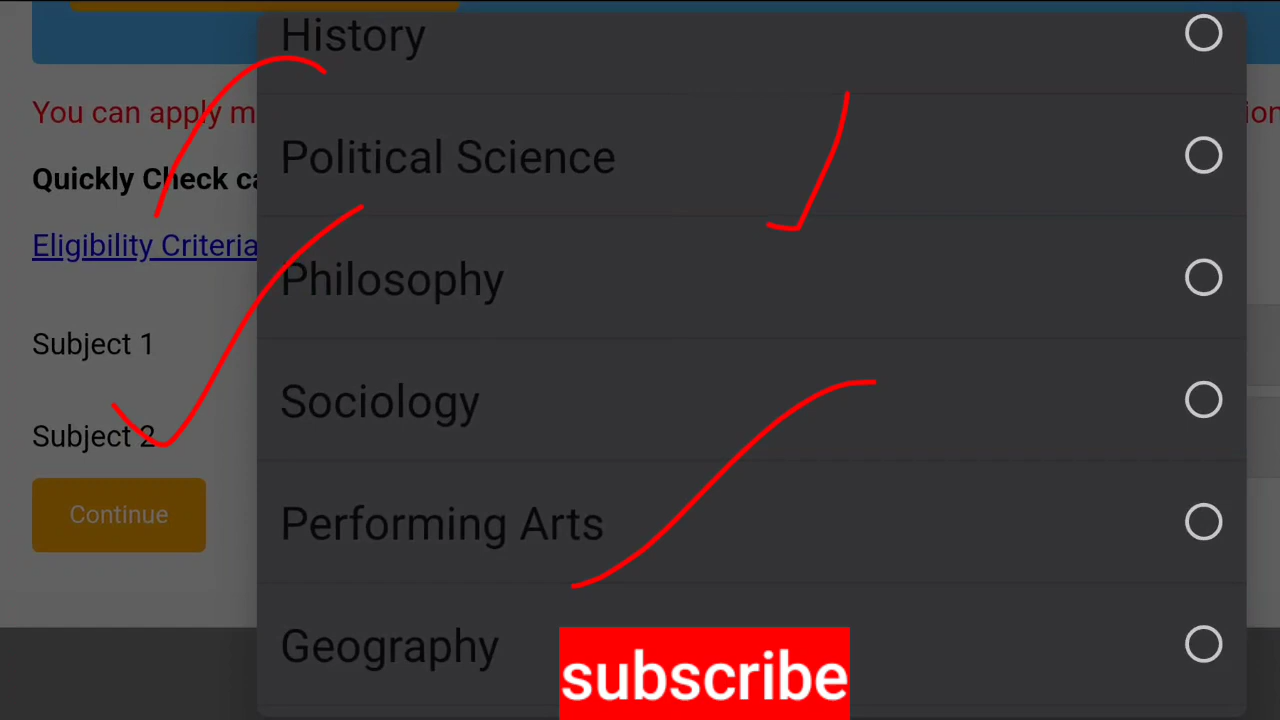 History
You can apply m
ion
Political Science
Quickly Check ca
Eligibility Criteria
Philosophy
Subject 1
Sociology
Subject 2
Continue
Performing Arts
Geography
subscribe